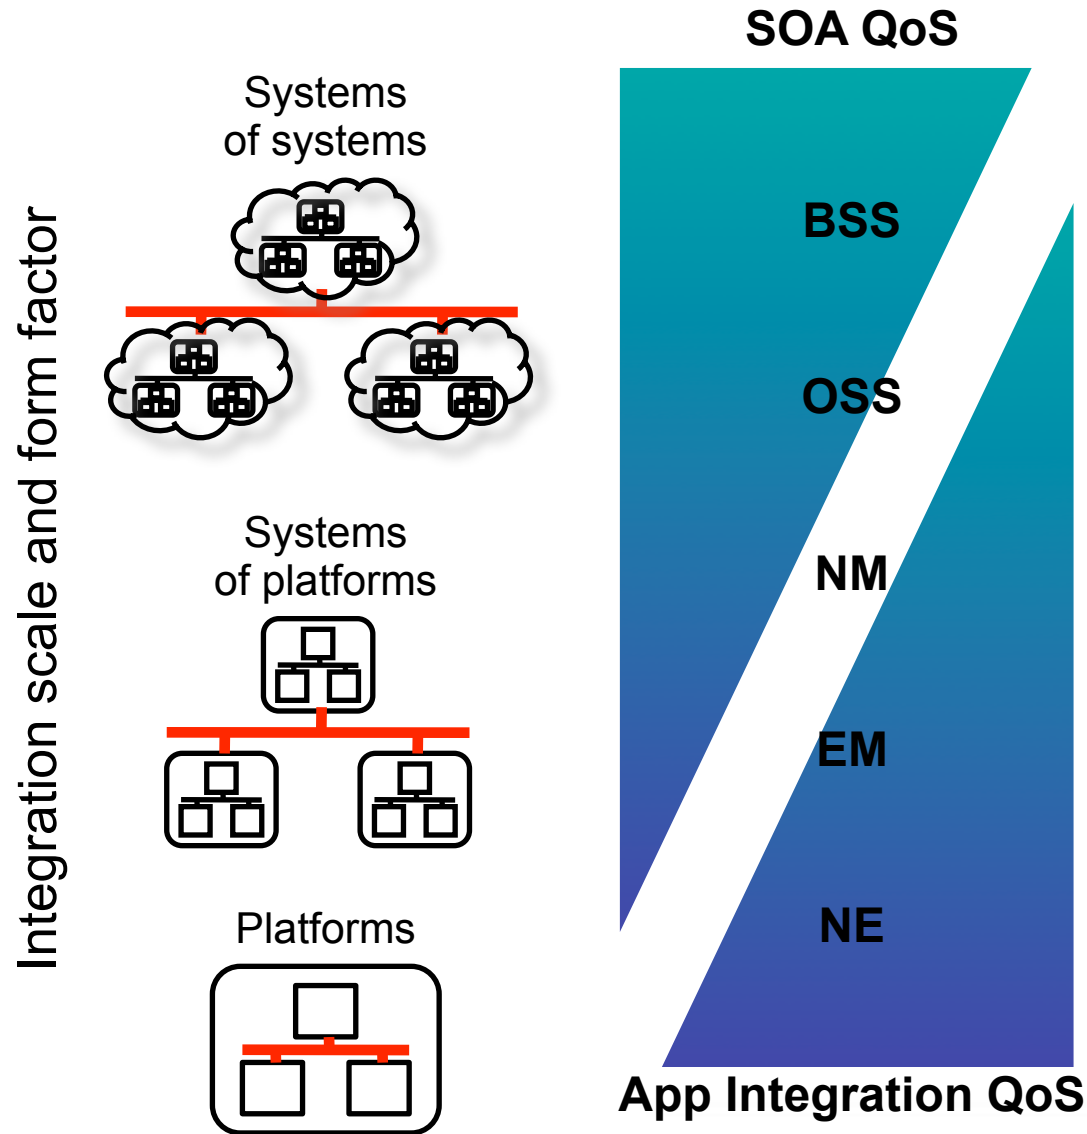 SOA QoS
Systems
of systems
Integration scale and form factor
BSS
OSS
Systems
of platforms
NM
EM
Platforms
NE
App Integration QoS